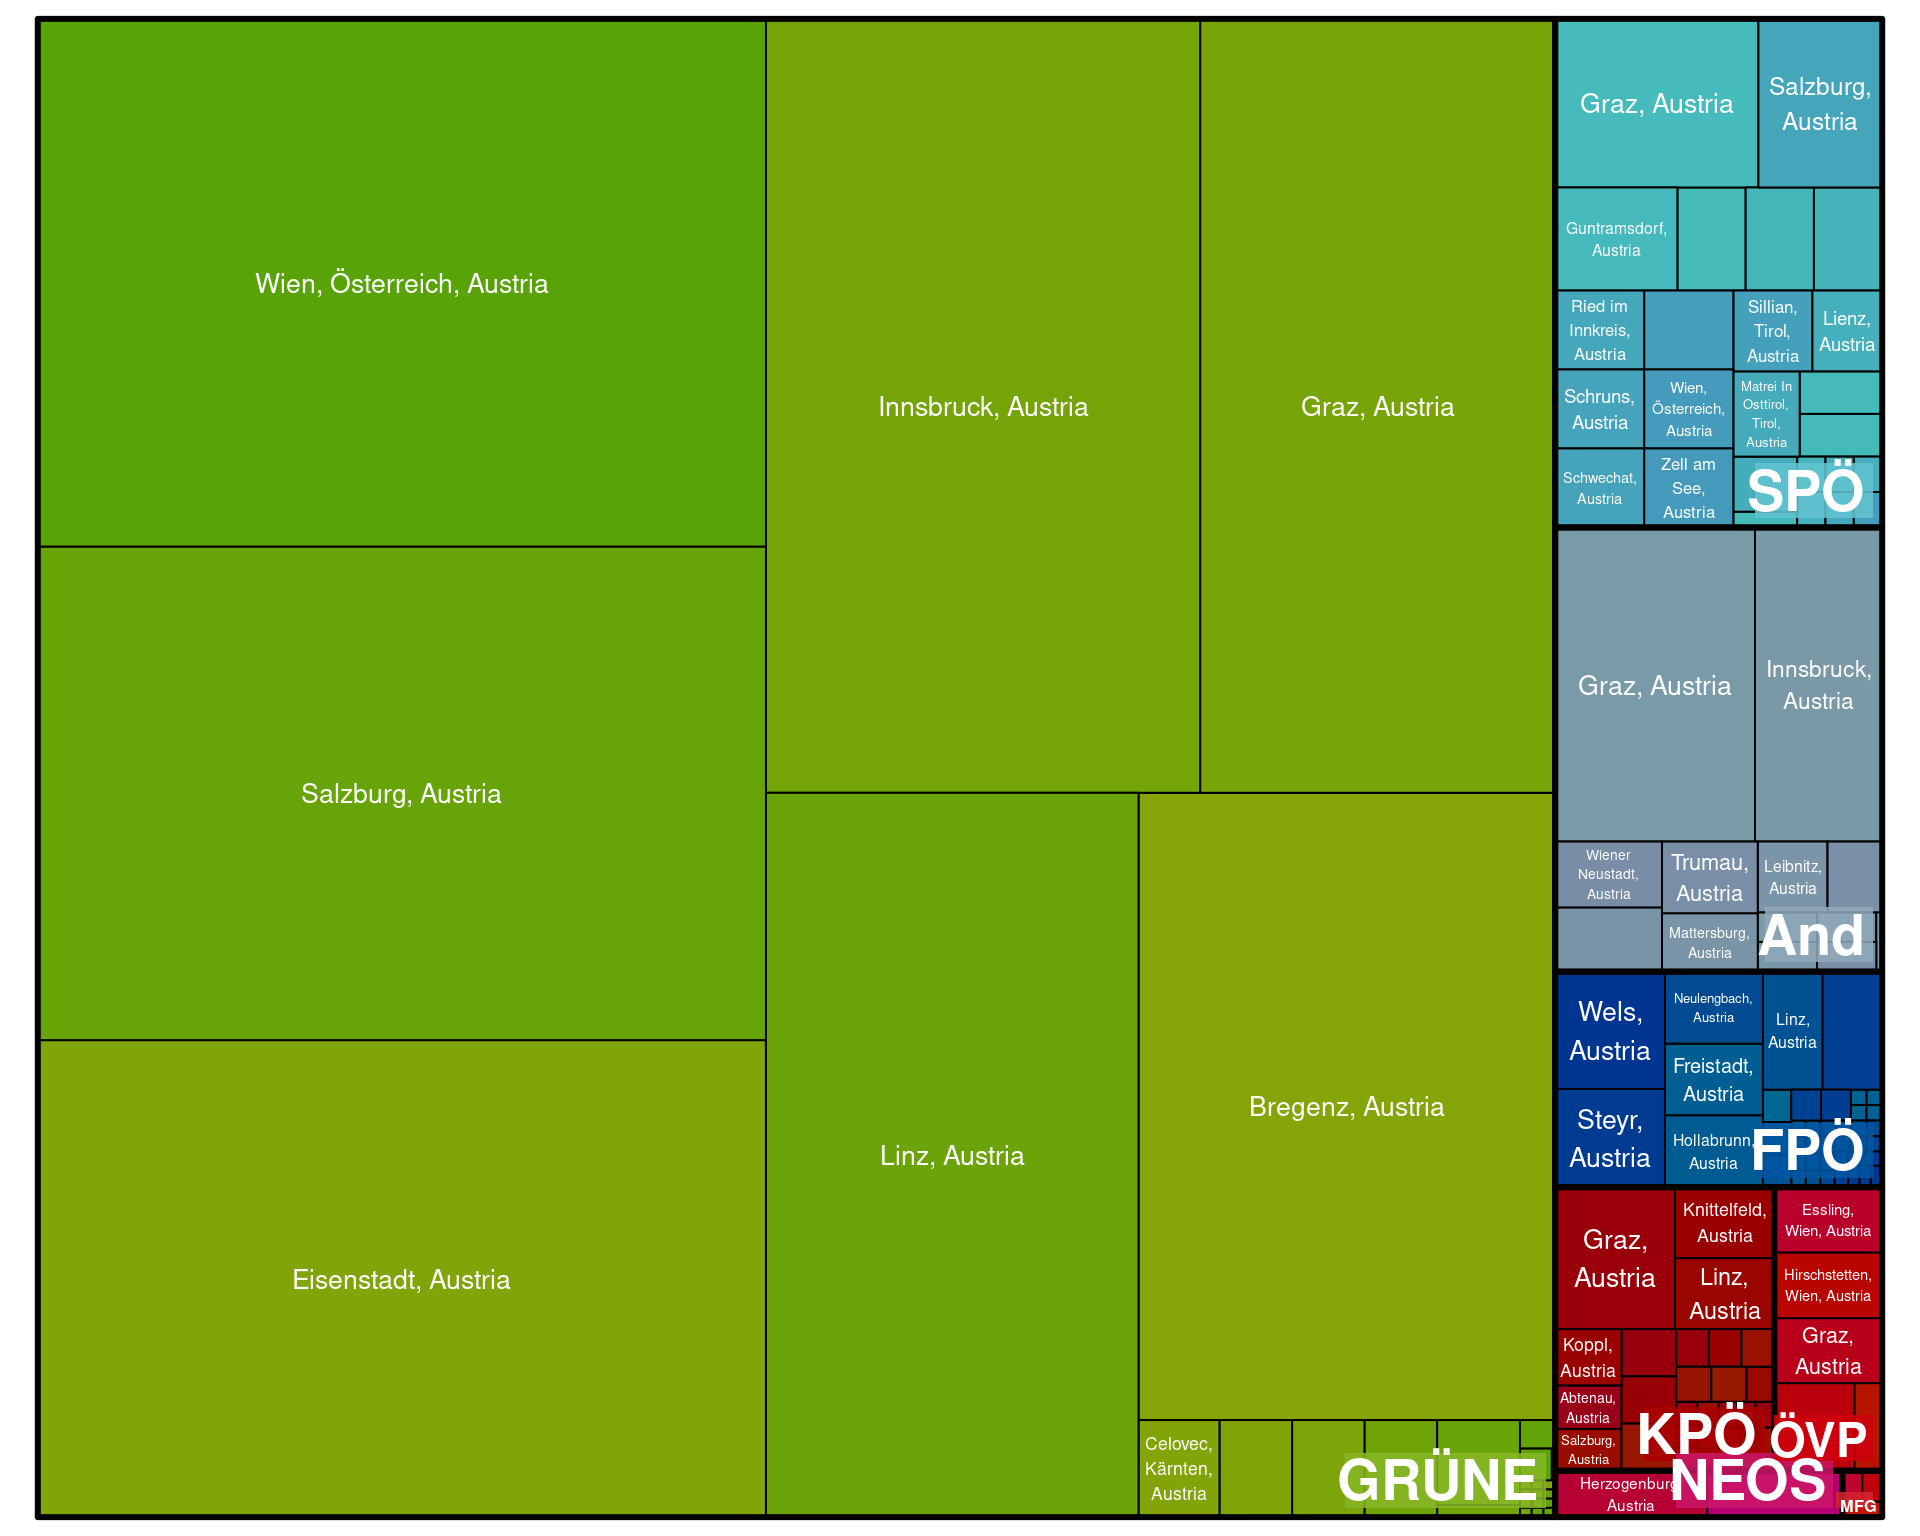 Wien, Österreich, Austria
Salzburg, Austria
Eisenstadt, Austria
Innsbruck, Austria
Graz, Austria
Linz, Austria
Bregenz, Austria
Celovec,
Kärnten,
Austria
GRÜNE
Graz, Austria
Salzburg,
Austria
Guntramsdorf,
Austria
Ried im
Innkreis,
Austria
Sillian,
Tirol,
Austria
Lienz,
Austria
Schruns,
Austria
Wien,
Österreich,
Austria
Matrei In
Osttirol,
Tirol,
Austria
Schwechat,
Austria
Zell am
See,
Austria
SPÖ
Graz, Austria
Innsbruck,
Austria
Wiener
Neustadt,
Austria
Trumau,
Austria
Leibnitz,
Austria
Mattersburg,
Austria
And
Wels,
Austria
Neulengbach,
Austria
Linz,
Austria
Freistadt,
Austria
Steyr,
Austria
Hollabrunn,
Austria
FPÖ
Graz,
Austria
Knittelfeld,
Austria
Linz,
Austria
Koppl,
Austria
Abtenau,
Austria
Salzburg,
Austria
KPÖ
Essling,
Wien, Austria
Hirschstetten,
Wien, Austria
Graz,
Austria
ÖVP
Herzogenburg
Austria
NEOS
MFG